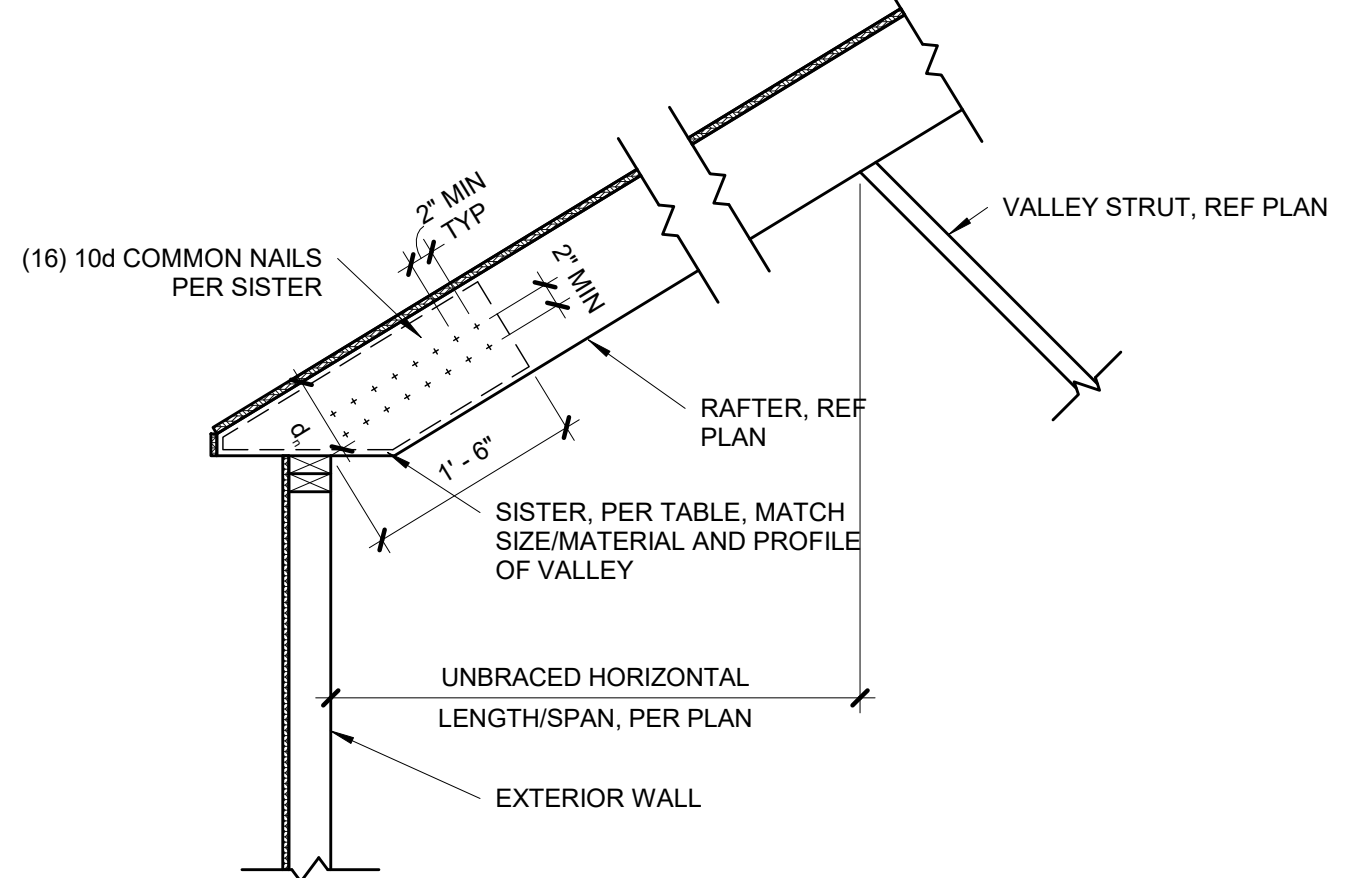 2" MIN
TYP
(16) 10d COMMON NAILS
PER SISTER
2" MIN
VALLEY STRUT, REF PLAN
RAFTER, REF
PLAN
"d"
1' - 6"
SISTER, PER TABLE, MATCH
SIZE/MATERIAL AND PROFILE
OF VALLEY
UNBRACED HORIZONTAL
LENGTH/SPAN, PER PLAN
EXTERIOR WALL